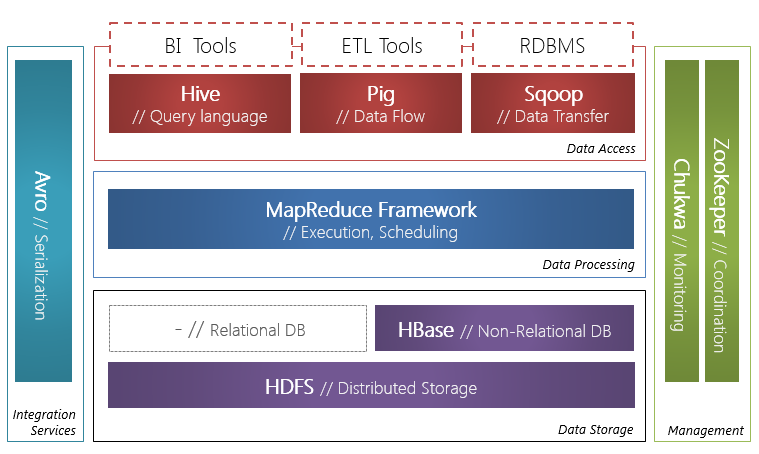 BI Tools
ETL Tools
RDBMS
Hive
// Query language
Pig
// Data Flow
Sqoop
// Data Transfer
Data Access
MapReduce Framework
// Execution, Scheduling
Data Processing
- // Relational DB
HBase // Non-Relational DB
HDFS // Distributed Storage
Data Storage
Avro // Serialization
Integration
Services
Chukwa // Monitoring
ZooKeeper // Coordination
Management